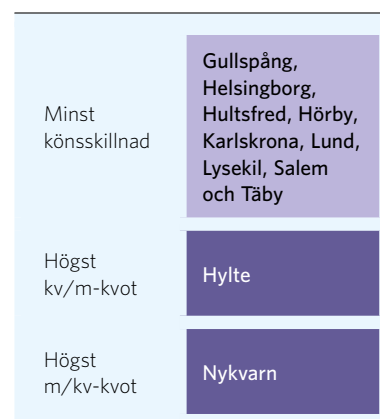 Minst
könsskillnad
Gullspång,
Helsingborg,
Hultsfred, Hörby,
Karlskrona, Lund,
Lysekil, Salem
och Täby
Högst
kv/m-kvot
Hylte
Högst
m/kv-kvot
Nykvarn